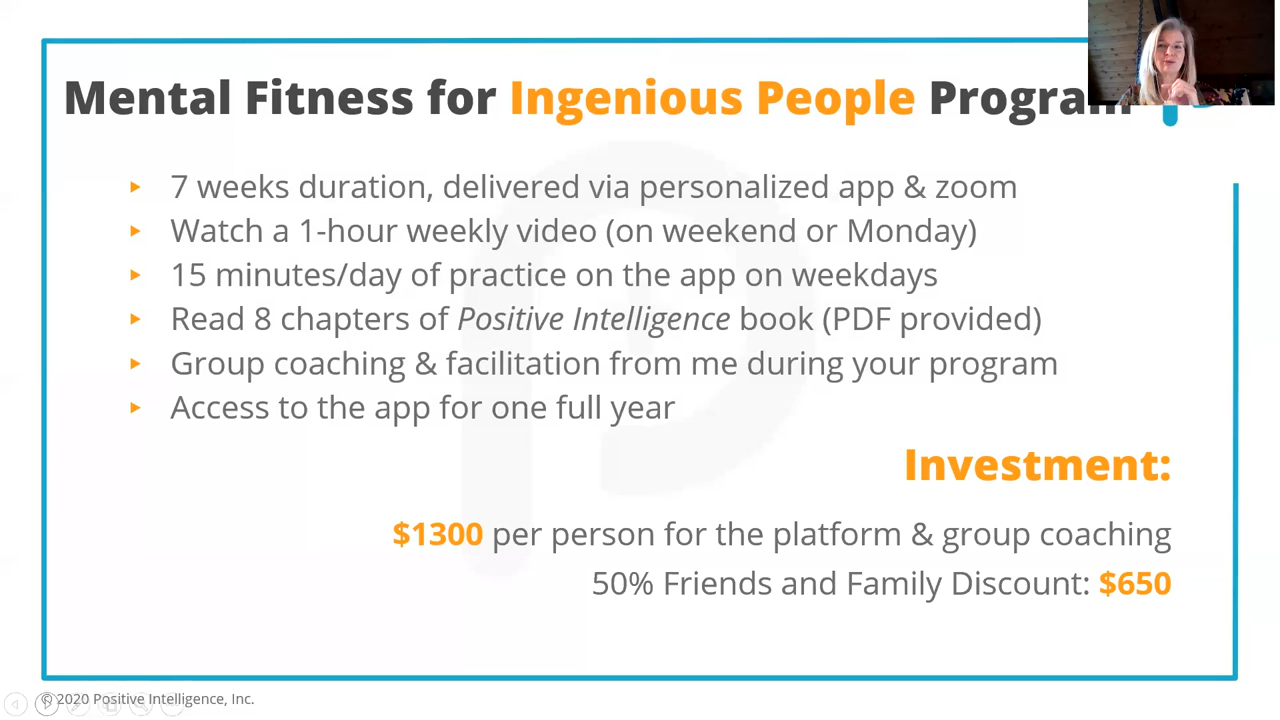 Mental Fitness for Ingenious People Program
7 weeks duration, delivered via personalized app & zoom
Watch a 1-hour weekly video (on weekend or Monday)
15 minutes/day of practice on the app on weekdays
Read 8 chapters of Positive Intelligence book (PDF provided)
Group coaching & facilitation from me during your program
Access to the app for one full year
Investment:
$1300 per person for the platform & group coaching
50% Friends and Family Discount: $650
© 2020 Positive Intelligence, Inc.